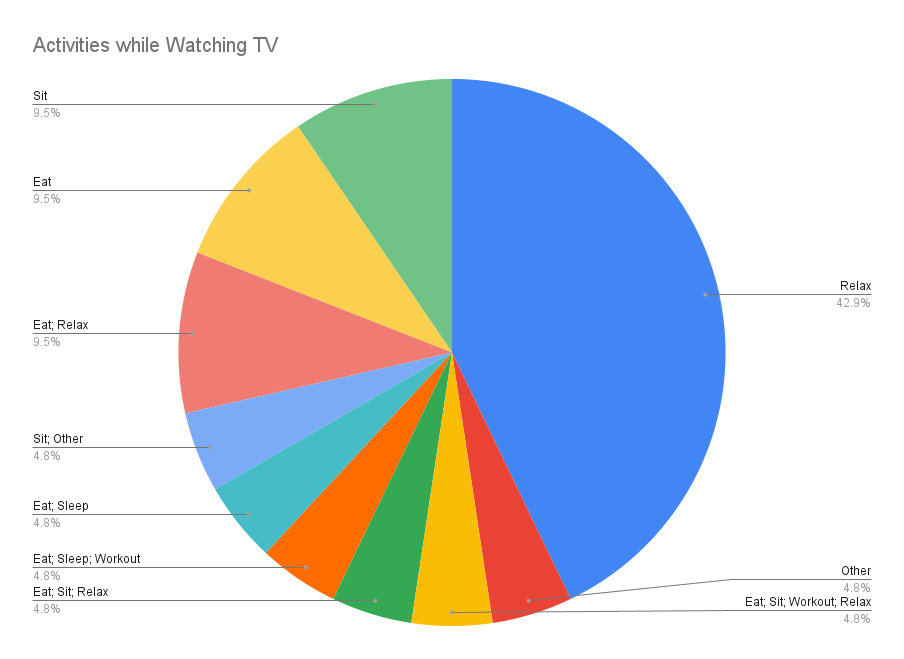 Activities while Watching TV
Sit
9.5%
Eat
9.5%
Eat; Relax
9.5%
Sit; Other
4.8%
Eat; Sleep
4.8%
Eat; Sleep; Workout
4.8%
Eat; Sit; Relax
4.8%
Relax
42.9%
Other
4.8%
Eat; Sit; Workout; Relax
4.8%